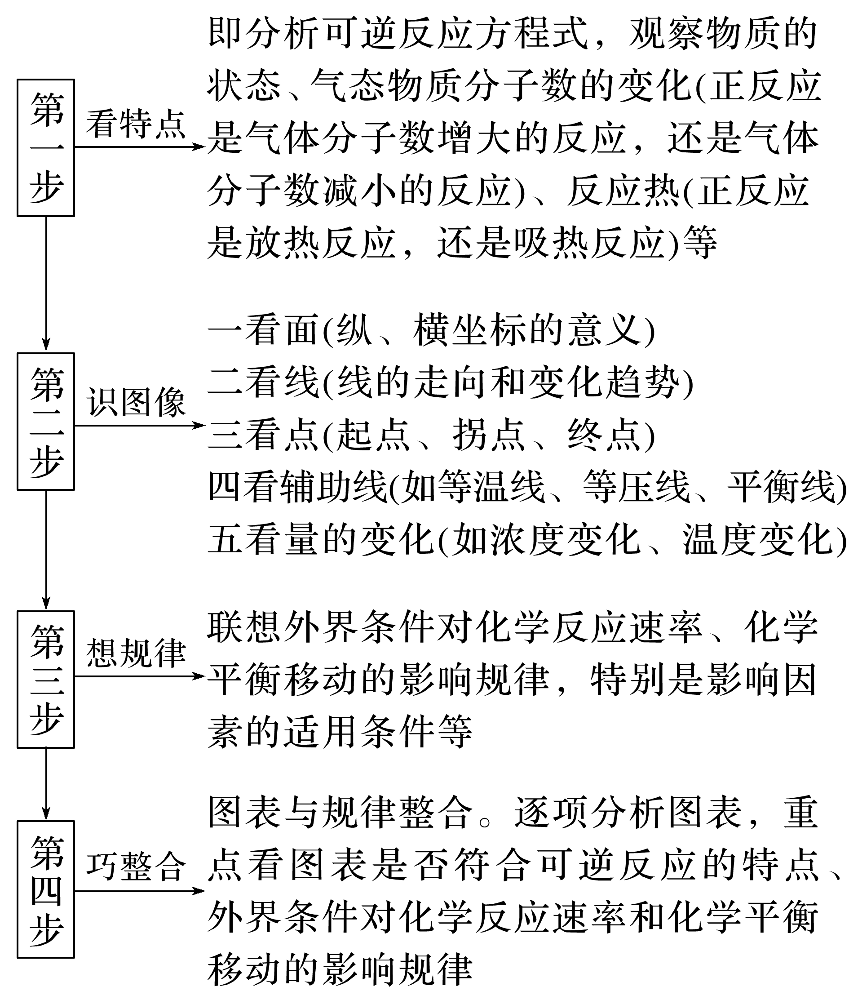 第一步
看特点
即分析可逆反应方程式，观察物质的
状态、气态物质分子数的变化(正反应
是气体分子数增大的反应，还是气体
分子数减小的反应)、反应热(正反应
是放热反应，还是吸热反应)等
第二步
识图像
一看面(纵、横坐标的意义)
二看线(线的走向和变化趋势)
三看点(起点、拐点、终点)
四看辅助线(如等温线、等压线、平衡线)
五看量的变化(如浓度变化、温度变化)
第三步
想规律
联想外界条件对化学反应速率、化学
平衡移动的影响规律，特别是影响因
素的适用条件等
第四步
巧整合
图表与规律整合。逐项分析图表，重
点看图表是否符合可逆反应的特点、
外界条件对化学反应速率和化学平衡
移动的影响规律